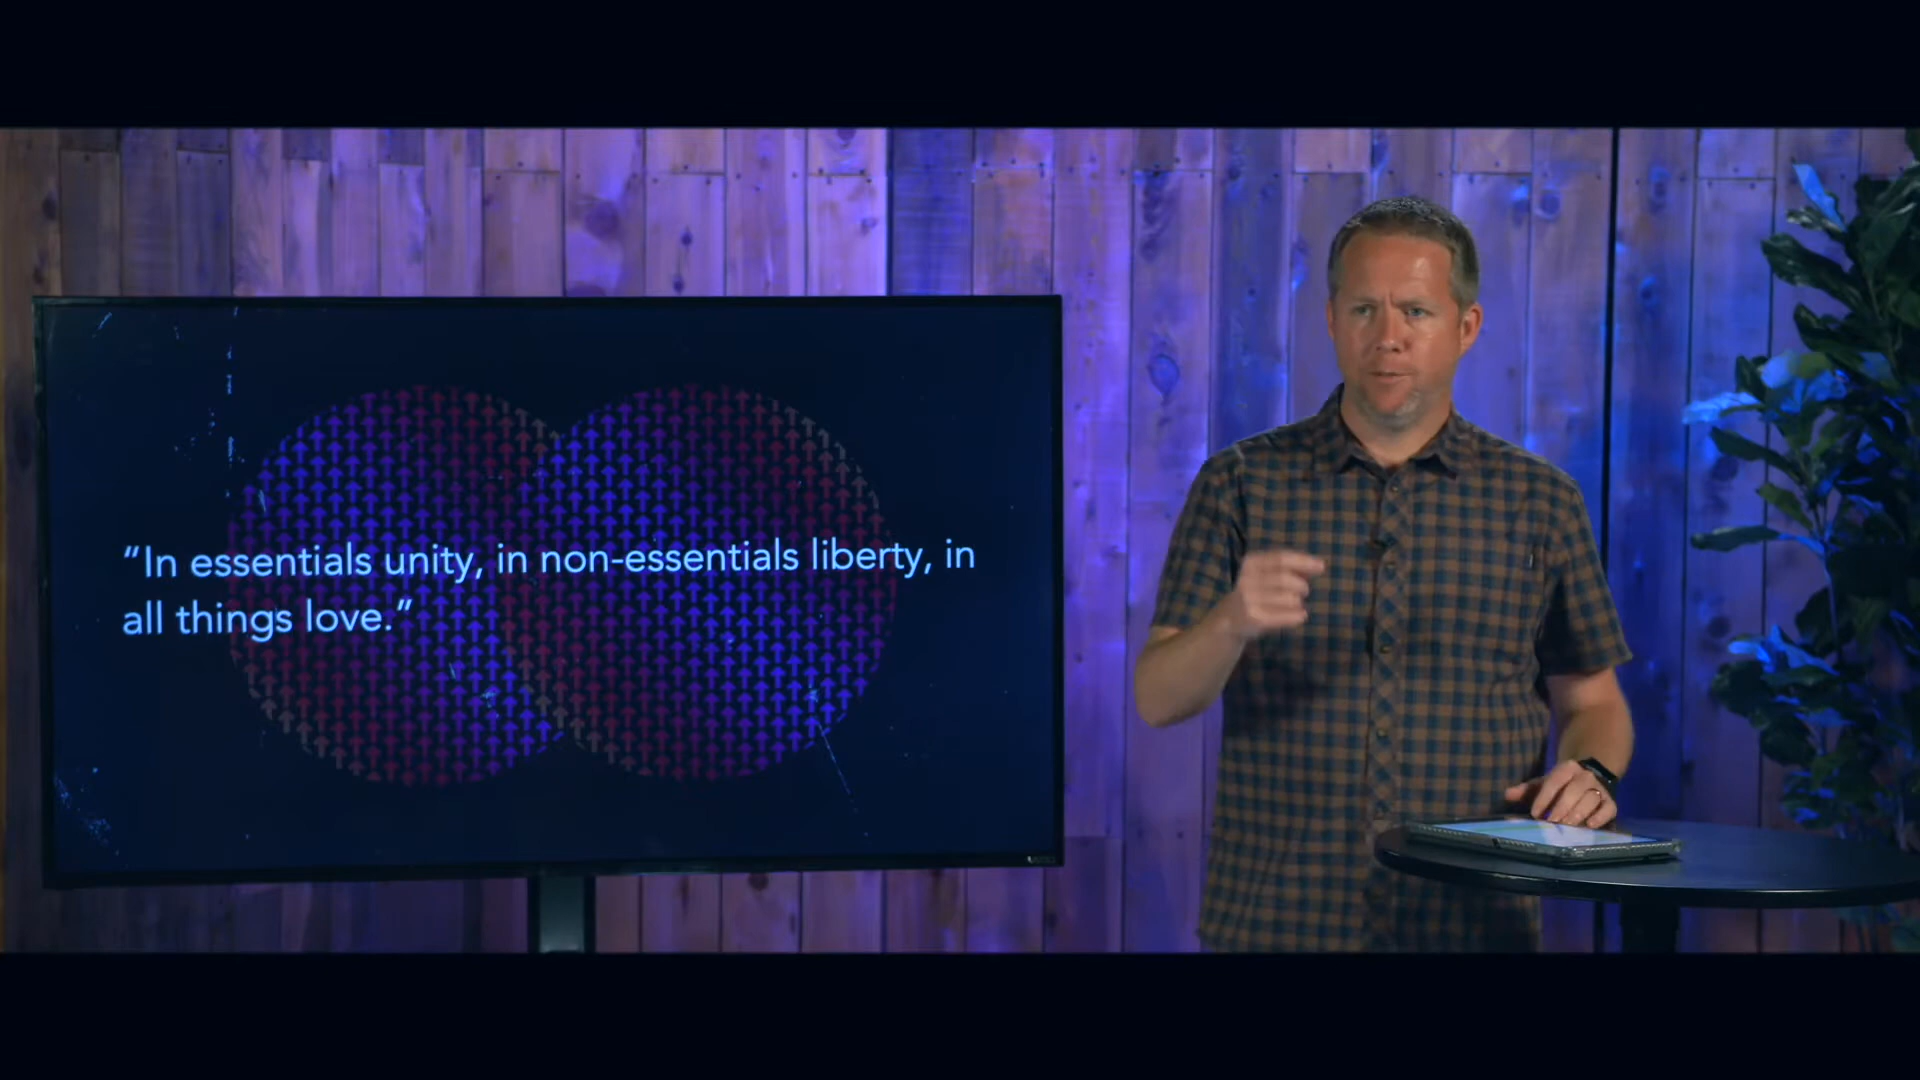 “In essentials unity, in non-essentials liberty, in
all things love.”